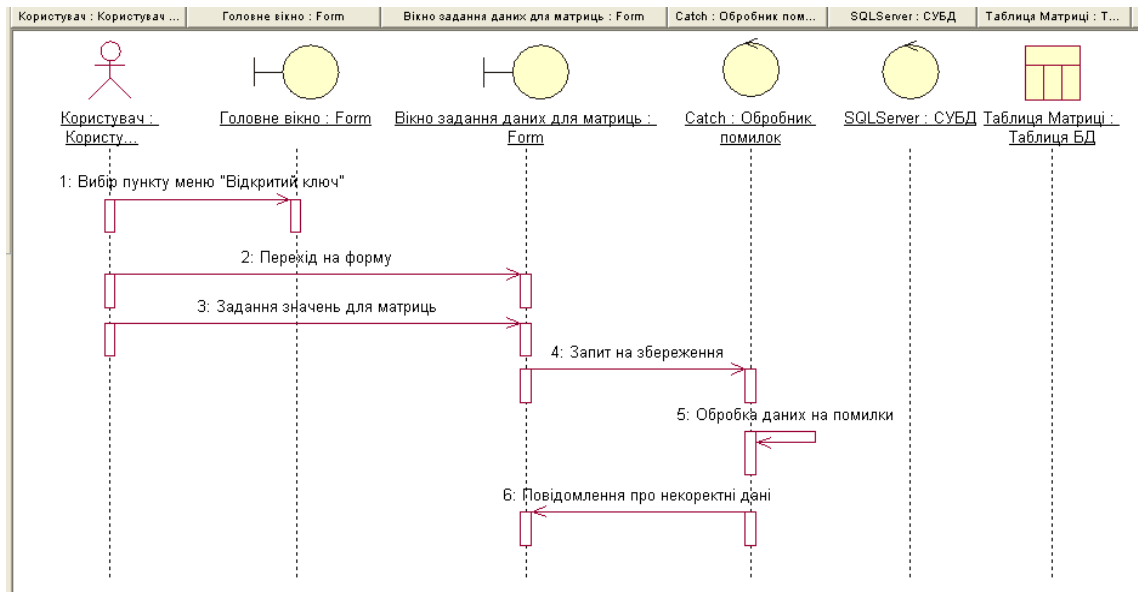 Користувач : Користувач ...
Головне вікно : Form
Вікно задання даних для матриць : Form
Catch : Обробник пом...
SQLServer : СУБД
Таблиця Матриці : Т...
Користувач :
Користу...
Головне вікно : Form
Вікно задання даних для матриць :
Form
Catch : Обробник
помилок
SQLServer : СУБД
Таблиця Матриці :
Таблиця БД
1: Вибір пункту меню "Відкритий ключ"
2: Перехід на форму
3: Задання значень для матриць
4: Запит на збереження
5: Обробка даних на помилки
6: Повідомлення про некоректні дані